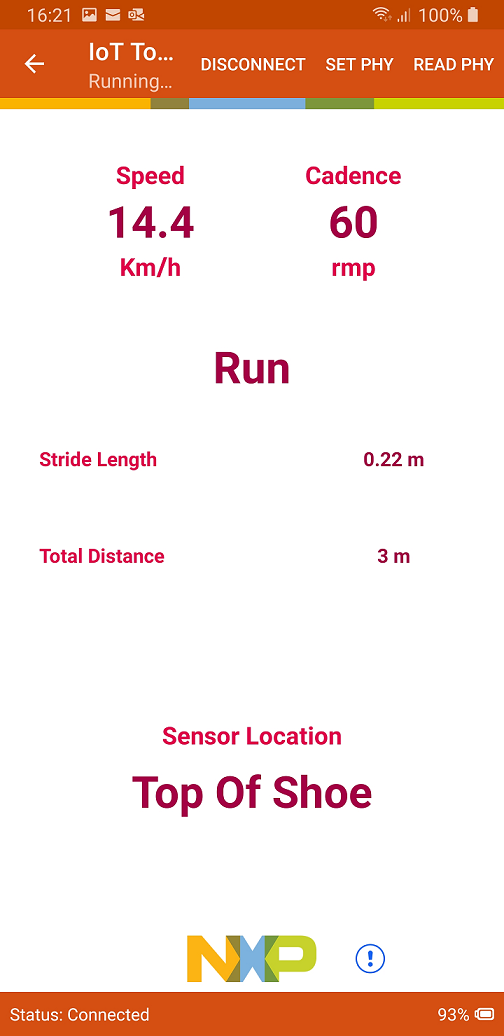 16:21 100%
IoT To... DISCONNECT SET PHY READ PHY
Running...
Speed Cadence
14.4 60
Km/h rmp
Run
Stride Length 0.22 m
Total Distance 3 m
Sensor Location
Top Of Shoe
NXP
Status: Connected 93%